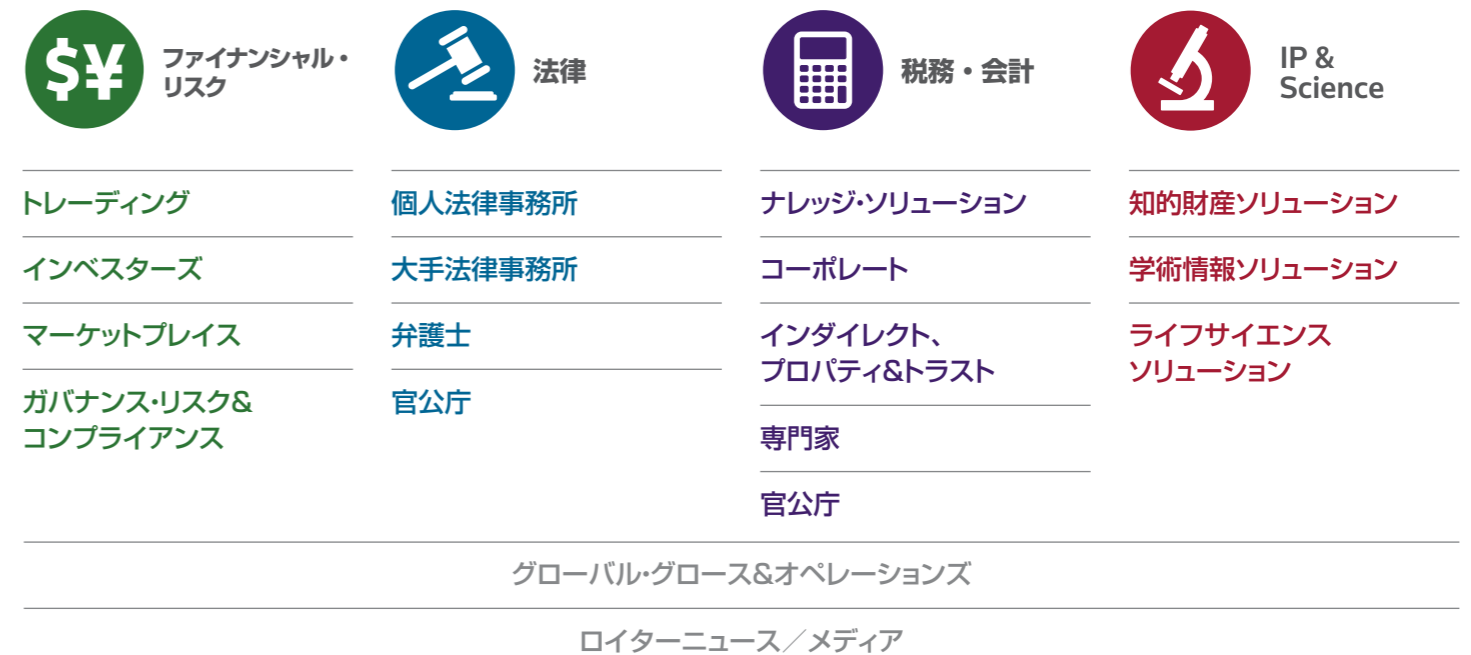 $¥
ファイナンシャル・
リスク
法律
税務・会計
IP &
Science
トレーディング
インベスターズ
マーケットプレイス
ガバナンス・リスク&
コンプライアンス
個人法律事務所
大手法律事務所
弁護士
官公庁
ナレッジ・ソリューション
コーポレート
インダイレクト、
プロパティ&トラスト
専門家
官公庁
知的財産ソリューション
学術情報ソリューション
ライフサイエンス
ソリューション
グローバル・グロース&オペレーションズ
ロイターニュース/メディア